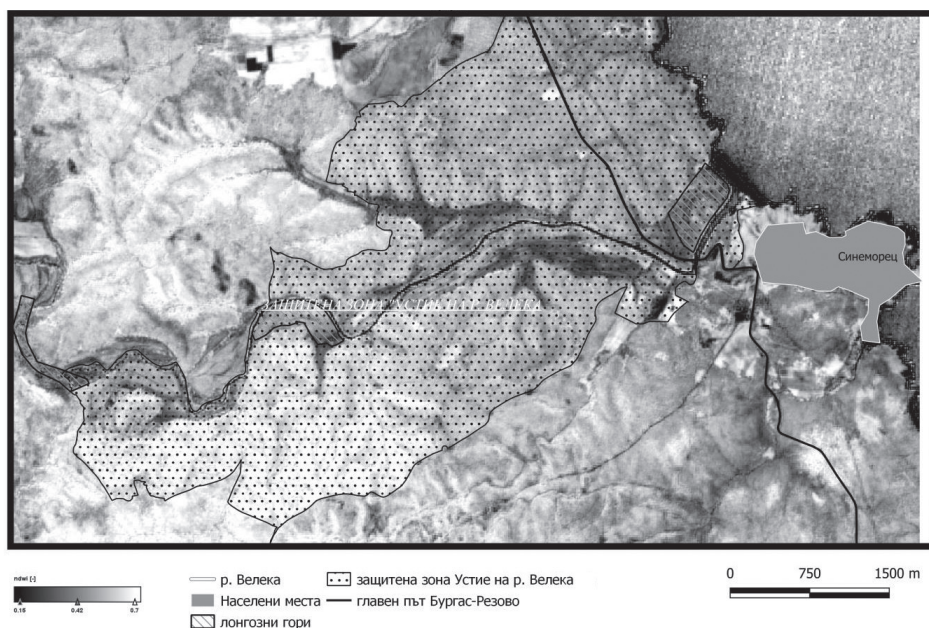 Синеморец
ЗАЩИТЕНА ЗОНА "УСТИЕ НА Р. ВЕЛЕКА
ndwi [-]
0.15 0.42 0.7
р. Велека
Населени места
лонгозни гори
защитена зона Устие на р. Велека
главен път Бургас-Резово
0 750 1500 m